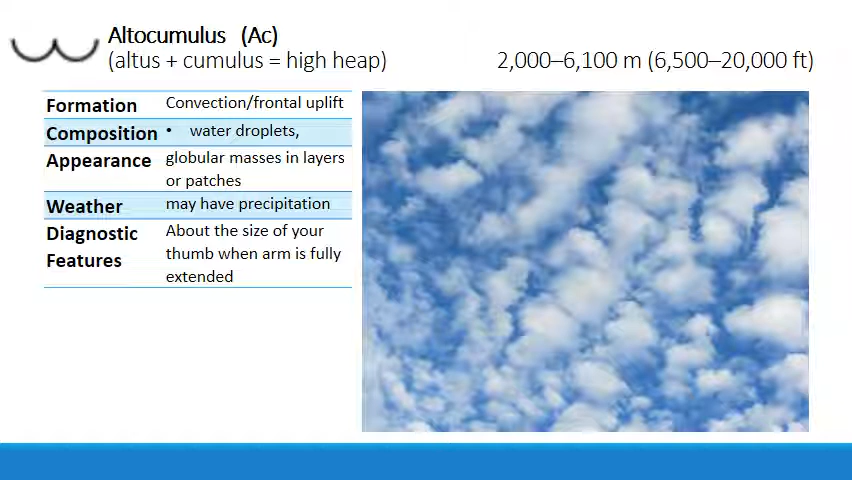 Altocumulus (Ac)
(altus + cumulus = high heap)
2,000–6,100 m (6,500–20,000 ft)
Formation Convection/frontal uplift
Composition • water droplets,
Appearance globular masses in layers
or patches
Weather may have precipitation
Diagnostic About the size of your
Features thumb when arm is fully
extended